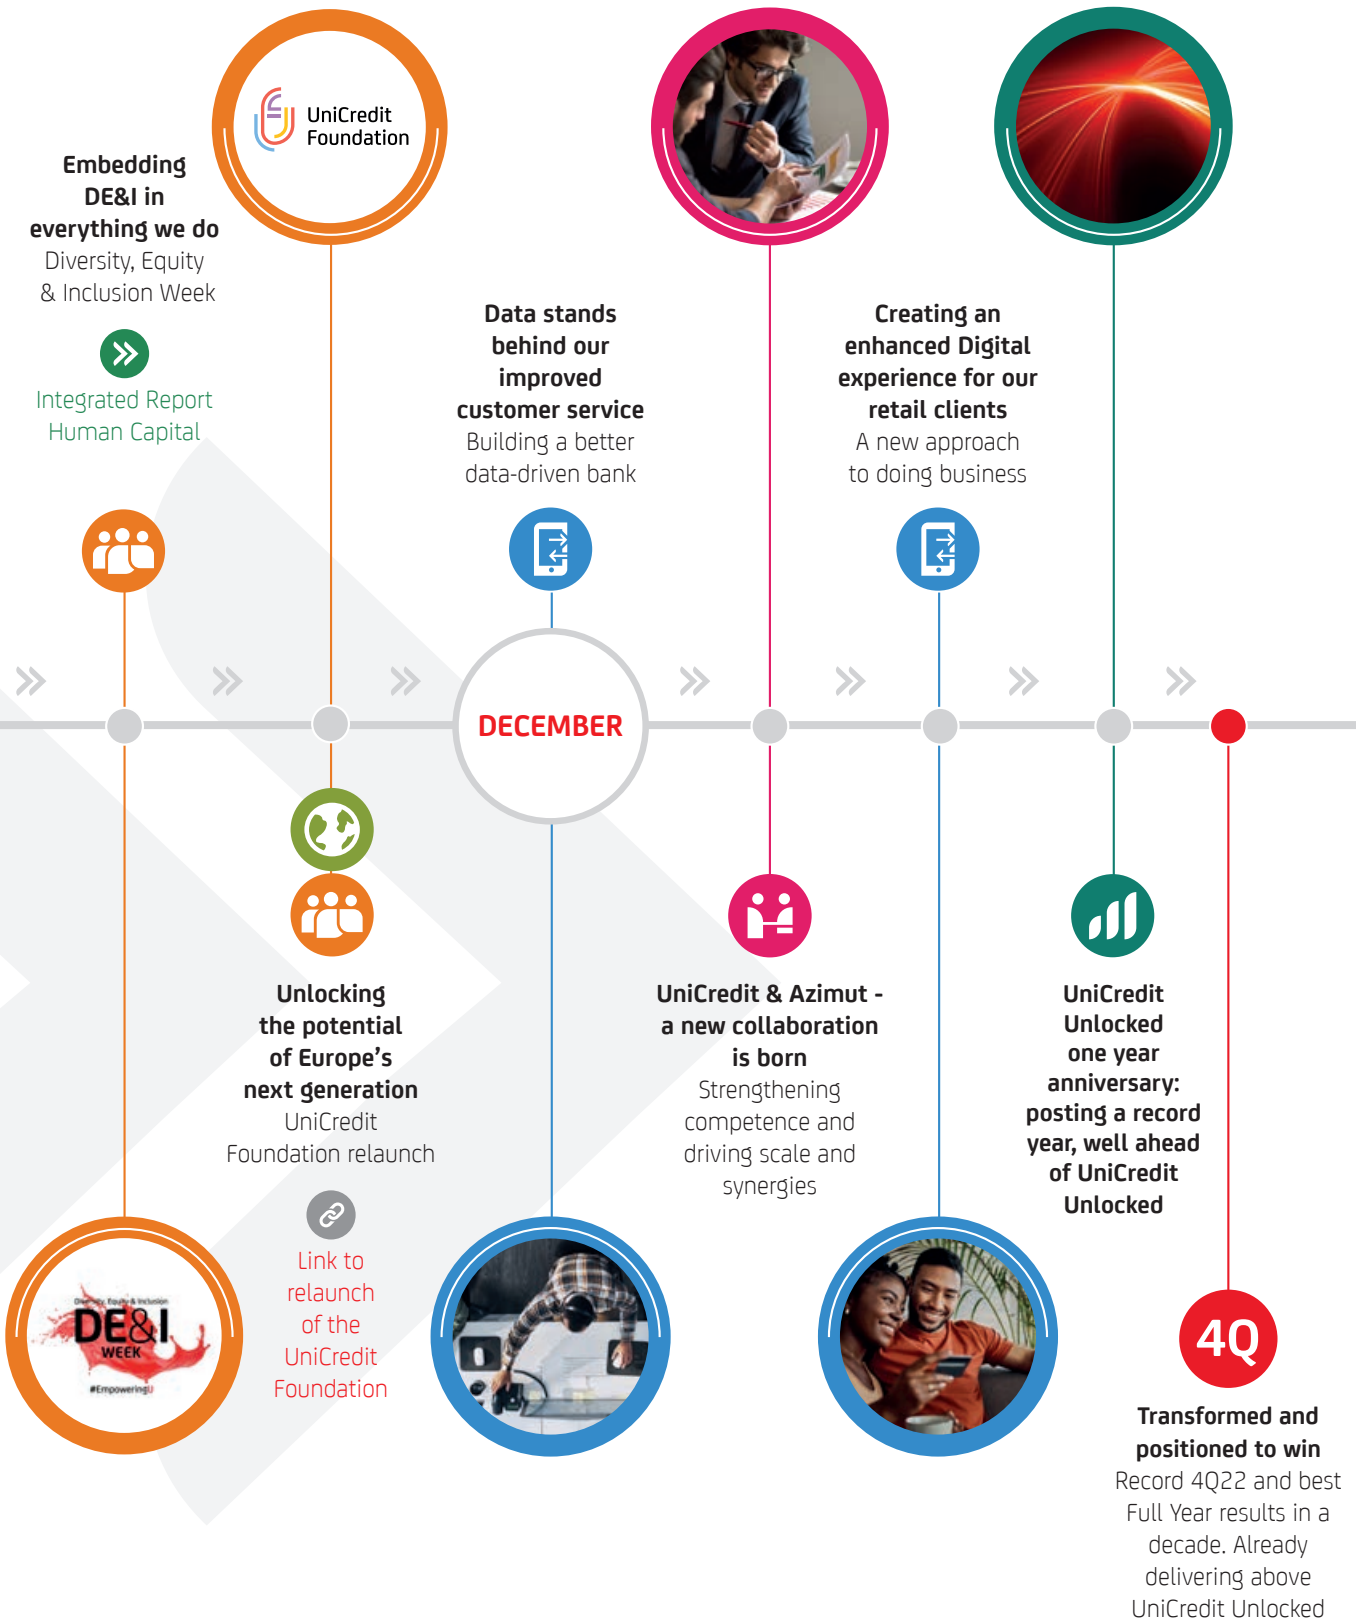 UniCredit
Foundation
Embedding
DE&I in
everything we do
Diversity, Equity
& Inclusion Week
Integrated Report
Human Capital
Data stands
behind our
improved
customer service
Building a better
data-driven bank
Creating an
enhanced Digital
experience for our
retail clients
A new approach
to doing business
DECEMBER
Unlocking
the potential
of Europe’s
next generation
UniCredit
Foundation relaunch
Link to
relaunch
of the
UniCredit
Foundation
UniCredit & Azimut -
a new collaboration
is born
Strengthening
competence and
driving scale and
synergies
UniCredit
Unlocked
one year
anniversary:
posting a record
year, well ahead
of UniCredit
Unlocked
Diversity, Equity & Inclusion
DE&I
WEEK
#EmpoweringU
4Q
Transformed and
positioned to win
Record 4Q22 and best
Full Year results in a
decade. Already
delivering above
UniCredit Unlocked